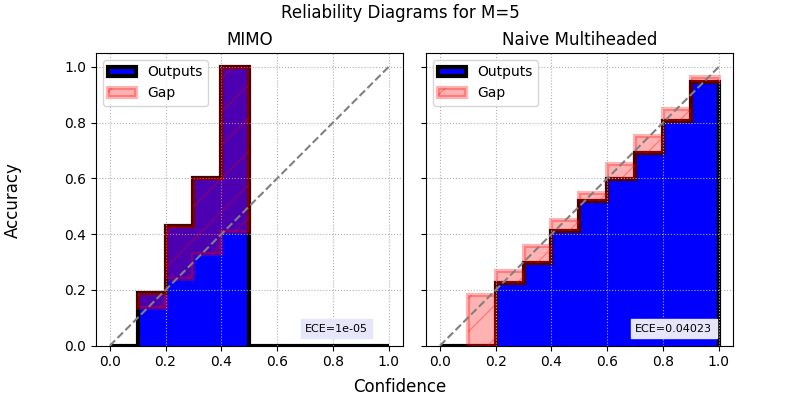 Reliability Diagrams for M=5
MIMO
Naive Multiheaded
Outputs
Gap
Outputs
Gap
1.0
0.8
0.6
0.4
0.2
0.0
Accuracy
ECE=1e-05
ECE=0.04023
0.0 0.2 0.4 0.6 0.8 1.0
0.0 0.2 0.4 0.6 0.8 1.0
Confidence